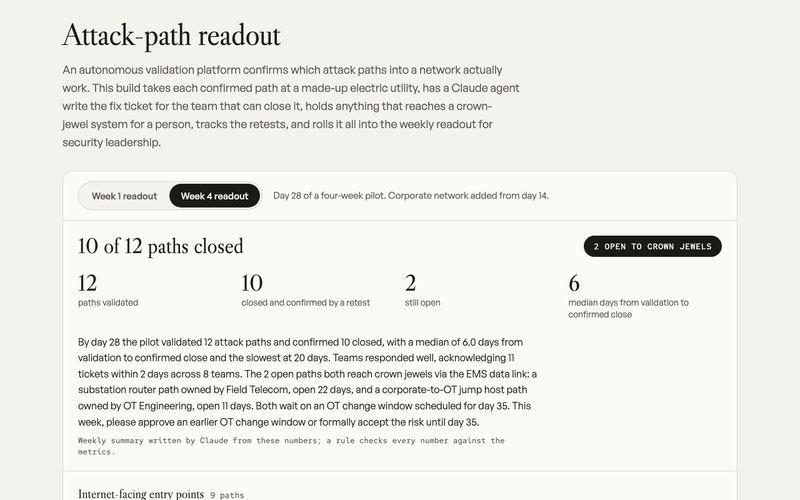 Attack-path readout
An autonomous validation platform confirms which attack paths into a network actually
work. This build takes each confirmed path at a made-up electric utility, has a Claude agent
write the fix ticket for the team that can close it, holds anything that reaches a crown-
jewel system for a person, tracks the retests, and rolls it all into the weekly readout for
security leadership.
Week 1 readout Week 4 readout Day 28 of a four-week pilot. Corporate network added from day 14.
10 of 12 paths closed
2 OPEN TO CROWN JEWELS
12 10 2 6
paths validated closed and confirmed by a retest still open median days from validation to
confirmed close
By day 28 the pilot validated 12 attack paths and confirmed 10 closed, with a median of 6.0 days from
validation to confirmed close and the slowest at 20 days. Teams responded well, acknowledging 11
tickets within 2 days across 8 teams. The 2 open paths both reach crown jewels via the EMS data link: a
substation router path owned by Field Telecom, open 22 days, and a corporate-to-OT jump host path
owned by OT Engineering, open 11 days. Both wait on an OT change window scheduled for day 35. This
week, please approve an earlier OT change window or formally accept the risk until day 35.
Weekly summary written by Claude from these numbers; a rule checks every number against the
metrics.
Internet-facing entry points 9 paths